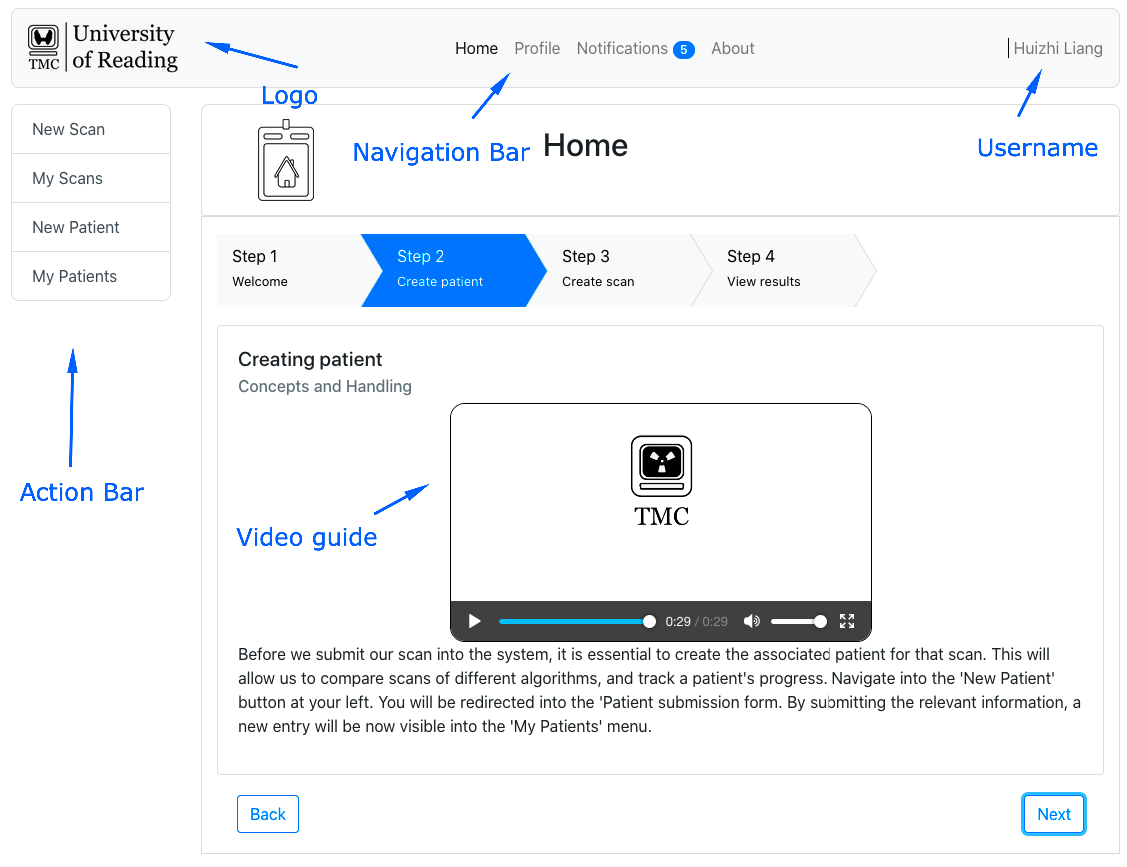 University
TMC of Reading
Home Profile Notifications 5 About
Huizhi Liang
Logo
Navigation Bar
Username
New Scan
My Scans
New Patient
My Patients
Action Bar
Home
Step 1
Welcome
Step 2
Create patient
Step 3
Create scan
Step 4
View results
Creating patient
Concepts and Handling
TMC
Video guide
0:29 / 0:29
Before we submit our scan into the system, it is essential to create the associated patient for that scan. This will
allow us to compare scans of different algorithms, and track a patient's progress. Navigate into the 'New Patient'
button at your left. You will be redirected into the 'Patient submission form. By submitting the relevant information, a
new entry will be now visible into the 'My Patients' menu.
Back
Next